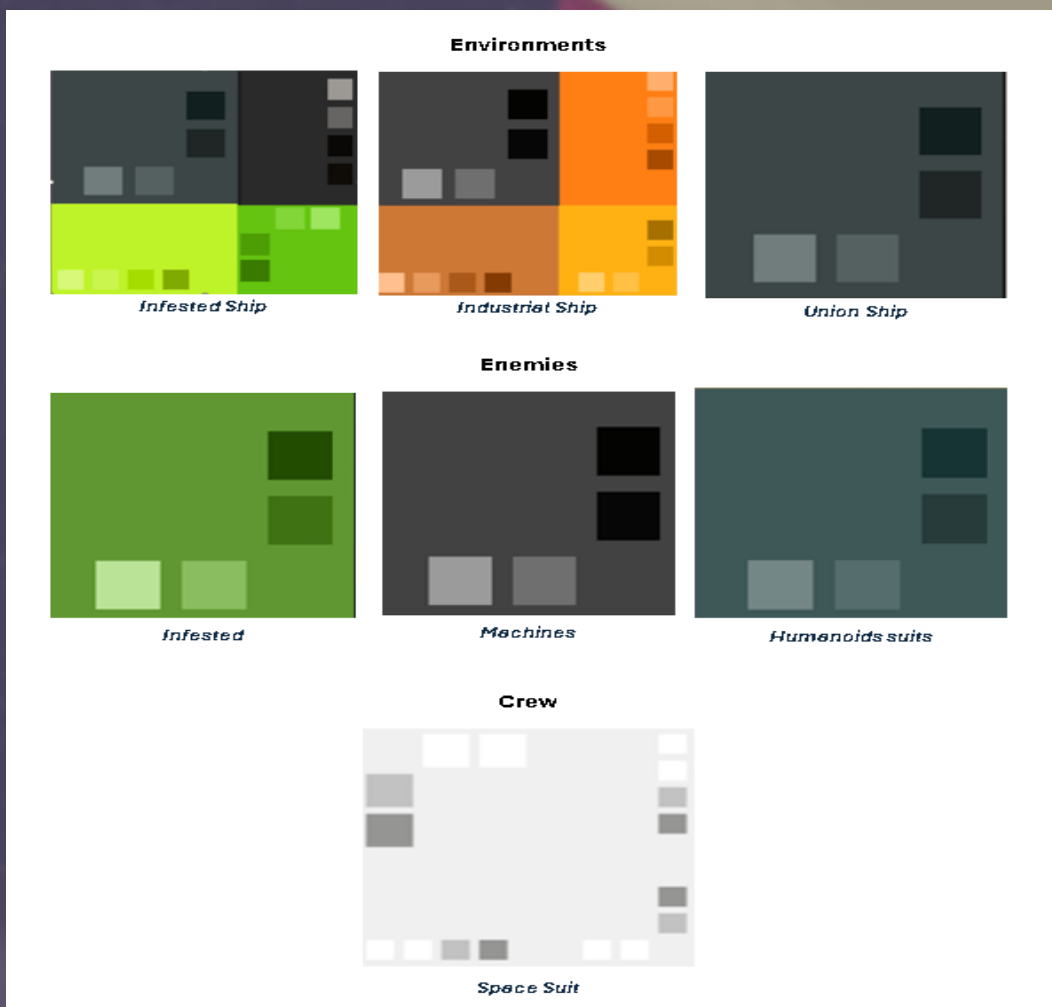 Environments
Infested Ship
Industrial Ship
Union Ship
Enemies
Infested
Machines
Humanoids suits
Crew
Space Suit